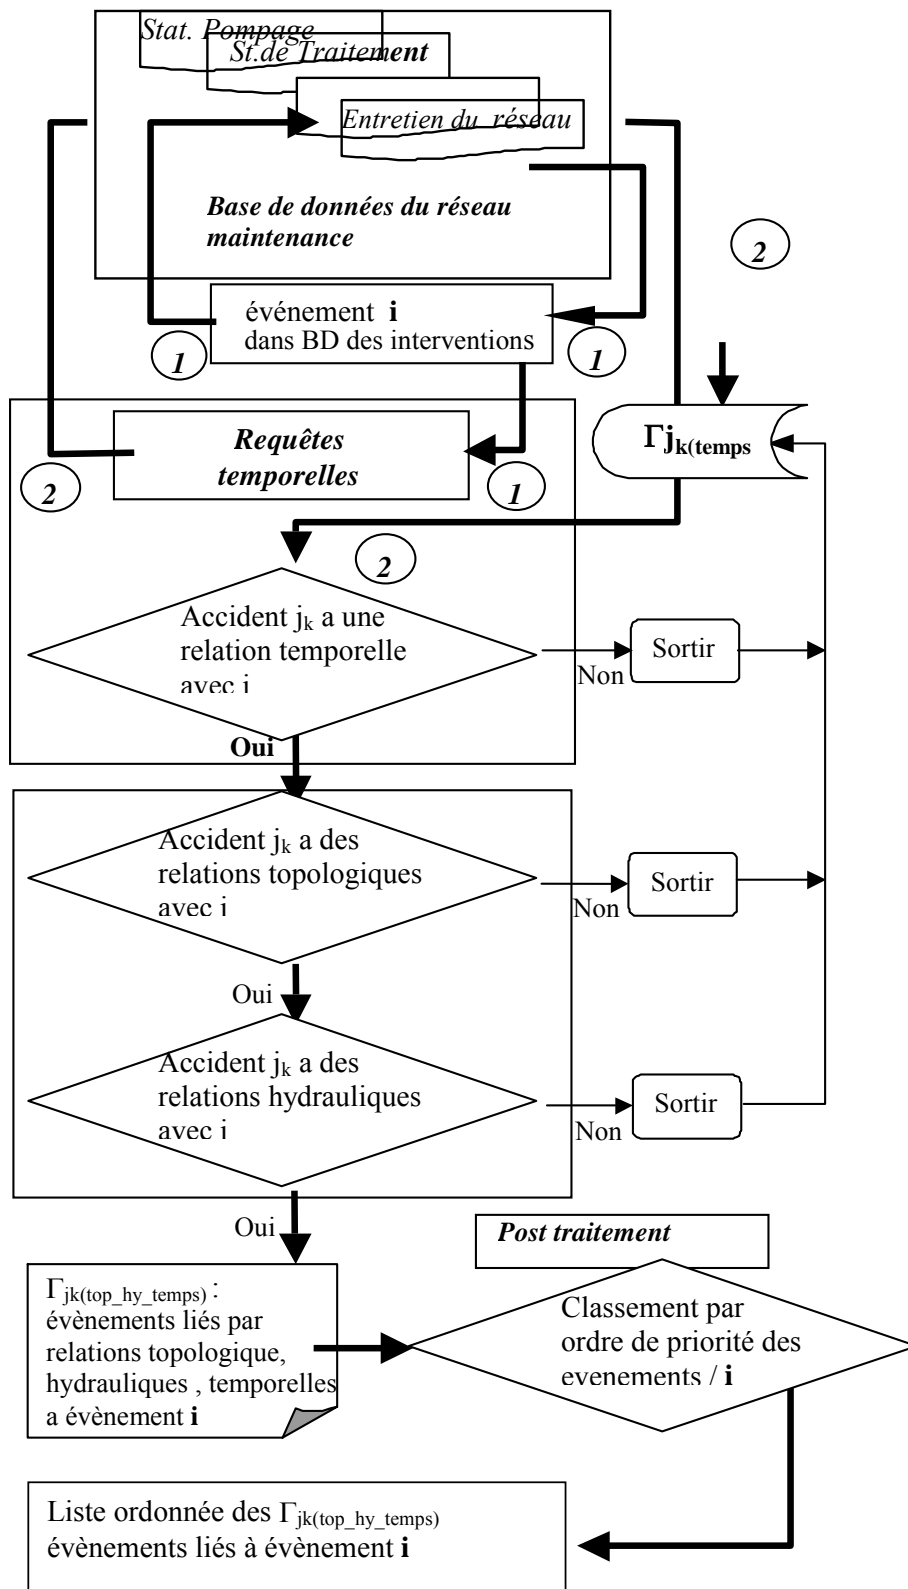 Stat. Pompage
St.de Traitement
Entretien du réseau
Base de données du réseau
maintenance
2
événement i
dans BD des interventions
1
1
Requêtes
temporelles
Γjk(temps
2
1
2
Accident jk a une
relation temporelle
avec i
Non
Sortir
Oui
Accident jk a des
relations topologiques
avec i
Non
Sortir
Oui
Accident jk a des
relations hydrauliques
avec i
Non
Sortir
Oui
Post traitement
Γjk(top_hy_temps) :
évènements liés par
relations topologique,
hydrauliques , temporelles
a évènement i
Classement par
ordre de priorité des
evenements / i
Liste ordonnée des Γjk(top_hy_temps)
évènements liés à évènement i